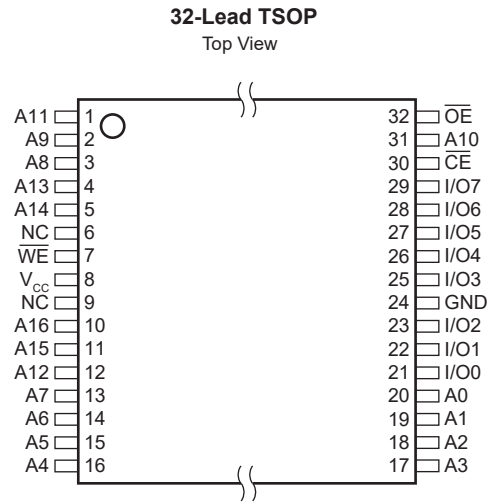 32-Lead TSOP
Top View
A11 1 32 O̅E̅
A9 2 31 A10
A8 3 30 C̅E̅
A13 4 29 I/O7
A14 5 28 I/O6
NC 6 27 I/O5
W̅E̅ 7 26 I/O4
VCC 8 25 I/O3
NC 9 24 GND
A16 10 23 I/O2
A15 11 22 I/O1
A12 12 21 I/O0
A7 13 20 A0
A6 14 19 A1
A5 15 18 A2
A4 16 17 A3